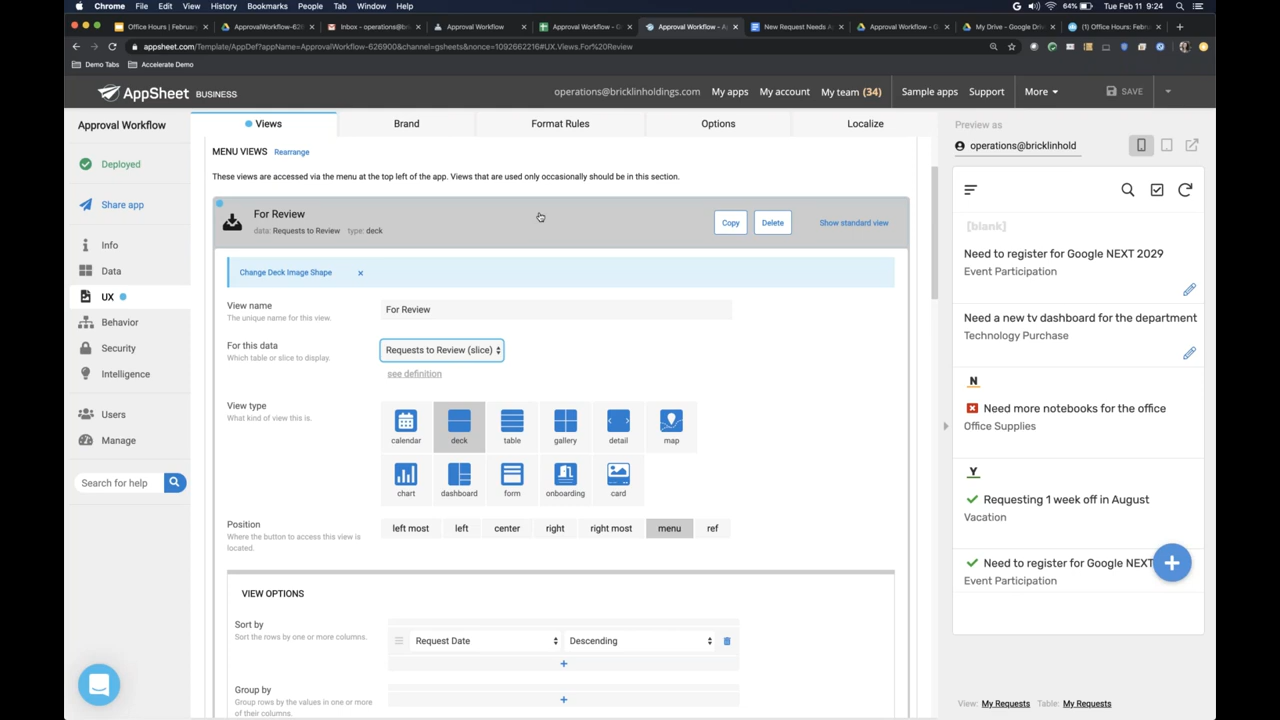 Chrome File Edit View History Bookmarks People Tab Window Help
64% Tue Feb 11 9:24
Office Hours | February
ApprovalWorkflow-626
Inbox - operations@bri
Approval Workflow
Approval Workflow - G
Approval Workflow - A
New Request Needs A
Approval Workflow - G
My Drive - Google Driv
(1) Office Hours: Febru
appsheet.com/Template/AppDef?appName=ApprovalWorkflow-626900&channel=gsheets&nonce=1092662216#UX.Views.For%20Review
Demo Tabs Accelerate Demo
AppSheet BUSINESS
operations@bricklinholdings.com My apps My account My team (34) Sample apps Support More SAVE
Approval Workflow
Deployed
Share app
Info
Data
UX
Behavior
Security
Intelligence
Users
Manage
Search for help
Views Brand Format Rules Options Localize
MENU VIEWS Rearrange
These views are accessed via the menu at the top left of the app. Views that are used only occasionally should be in this section.
For Review
data: Requests to Review type: deck
Copy Delete Show standard view
Change Deck Image Shape x
View name
The unique name for this view.
For Review
For this data
Which table or slice to display.
Requests to Review (slice)
see definition
View type
What kind of view this is.
calendar deck table gallery detail map
chart dashboard form onboarding card
Position
Where the button to access this view is
located.
left most left center right right most menu ref
VIEW OPTIONS
Sort by
Sort the rows by one or more columns.
Request Date Descending
+
Group by
Group rows by the values in one or more
of their columns.
+
Preview as
operations@bricklinhold
[blank]
Need to register for Google NEXT 2029
Event Participation
Need a new tv dashboard for the department
Technology Purchase
N
Need more notebooks for the office
Office Supplies
Y
Requesting 1 week off in August
Vacation
Need to register for Google NEXT
Event Participation
+
View: My Requests Table: My Requests